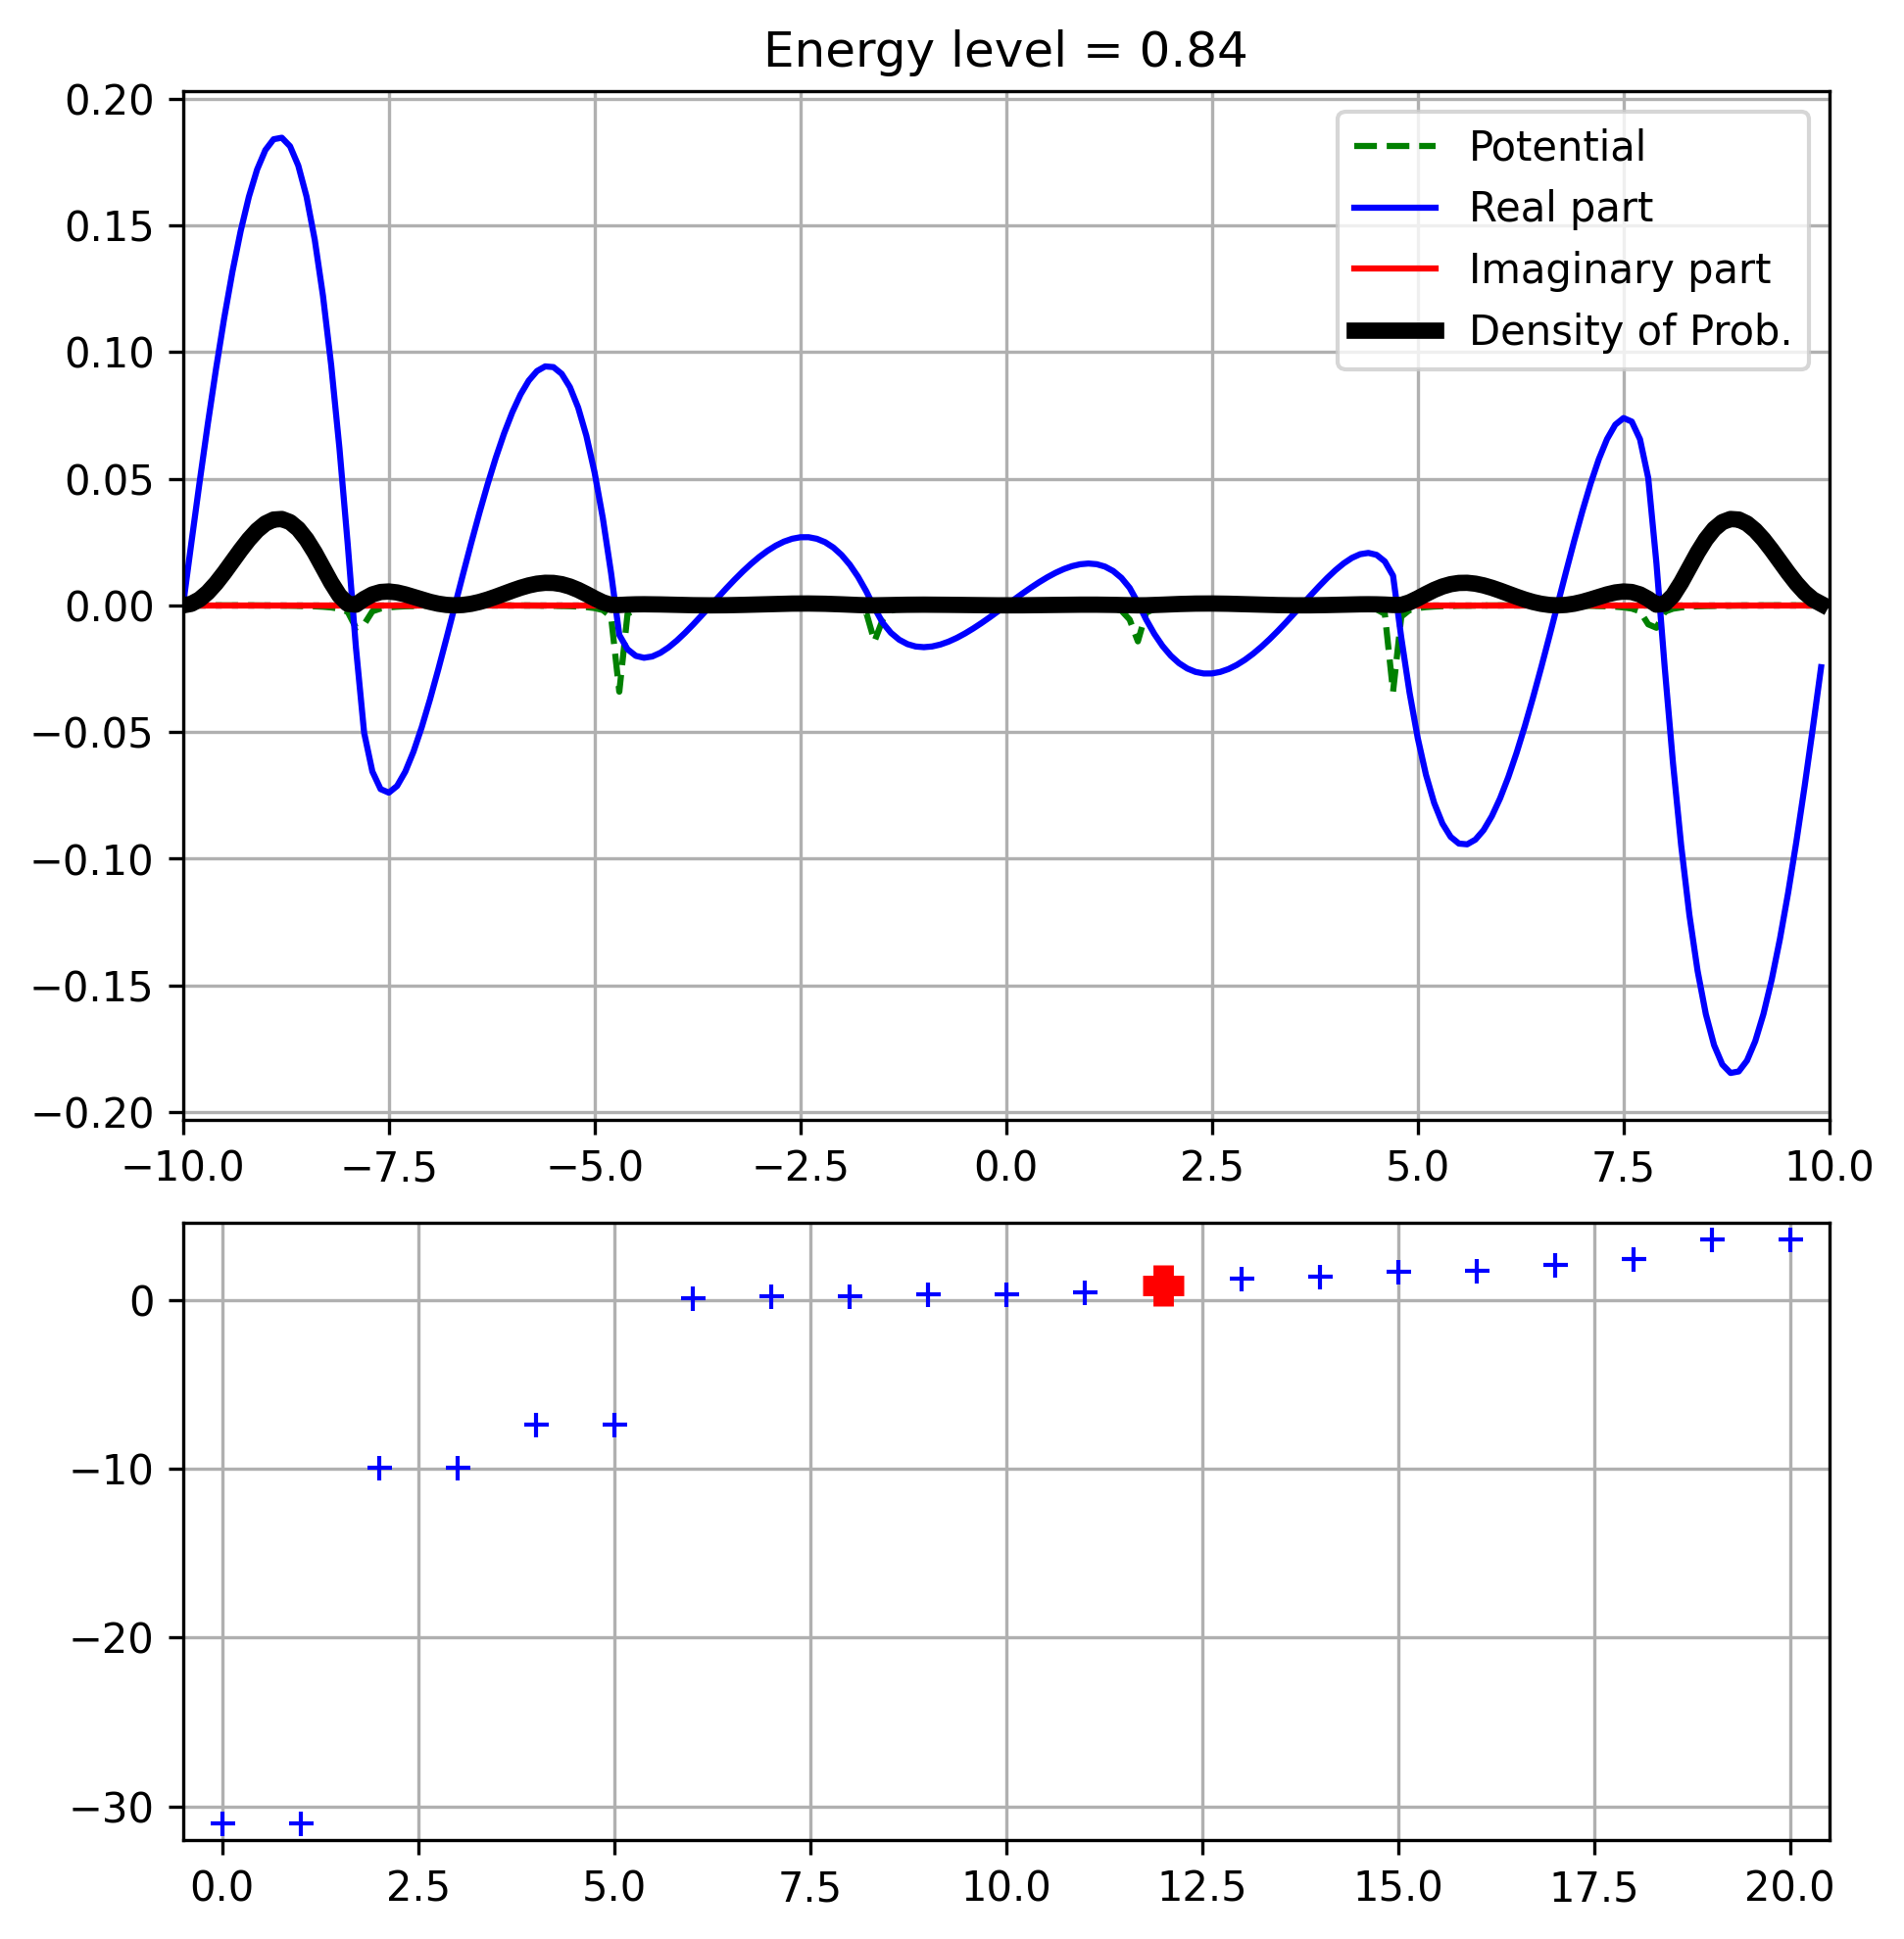 Energy level = 0.84
0.20
0.15
0.10
0.05
0.00
−0.05
−0.10
−0.15
−0.20
Potential
Real part
Imaginary part
Density of Prob.
−10.0 −7.5 −5.0 −2.5 0.0 2.5 5.0 7.5 10.0
0
−10
−20
−30
0.0 2.5 5.0 7.5 10.0 12.5 15.0 17.5 20.0